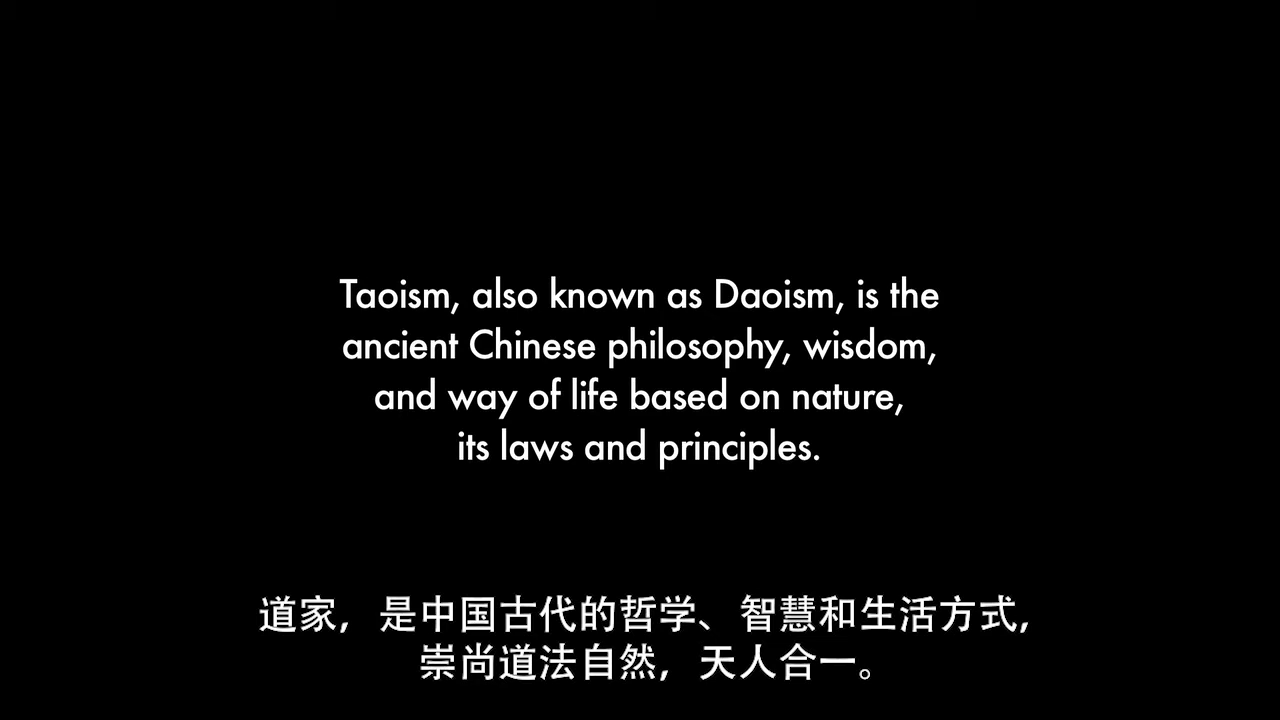 Taoism, also known as Daoism, is the
ancient Chinese philosophy, wisdom,
and way of life based on nature,
its laws and principles.
道家，是中国古代的哲学、智慧和生活方式，
崇尚道法自然，天人合一。